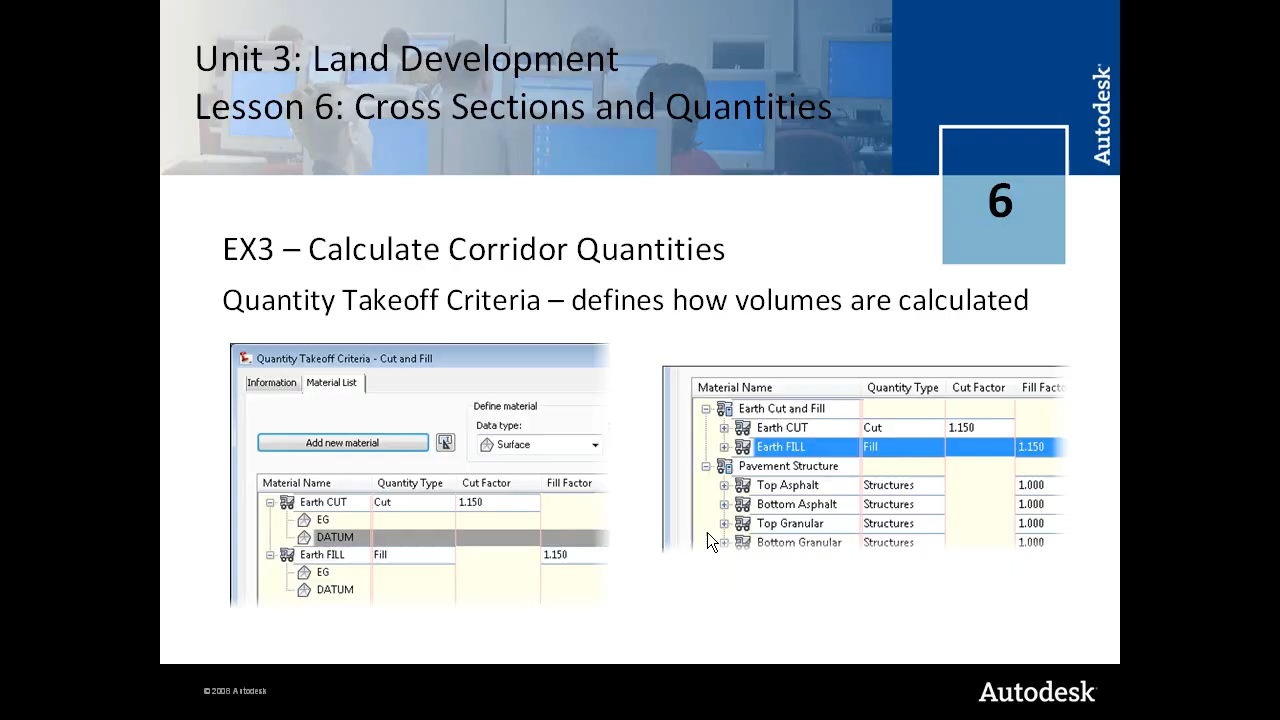 Unit 3: Land Development
Lesson 6: Cross Sections and Quantities
Autodesk
6
EX3 – Calculate Corridor Quantities
Quantity Takeoff Criteria – defines how volumes are calculated
Quantity Takeoff Criteria - Cut and Fill
Information Material List
Define material
Data type:
Add new material
Surface
Material Name Quantity Type Cut Factor Fill Factor
Earth CUT Cut 1.150
EG
DATUM
Earth FILL Fill 1.150
EG
DATUM
Material Name Quantity Type Cut Factor Fill Facto
Earth Cut and Fill
Earth CUT Cut 1.150
Earth FILL Fill 1.150
Pavement Structure
Top Asphalt Structures 1.000
Bottom Asphalt Structures 1.000
Top Granular Structures 1.000
Bottom Granular Structures 1.000
© 2008 Autodesk
Autodesk